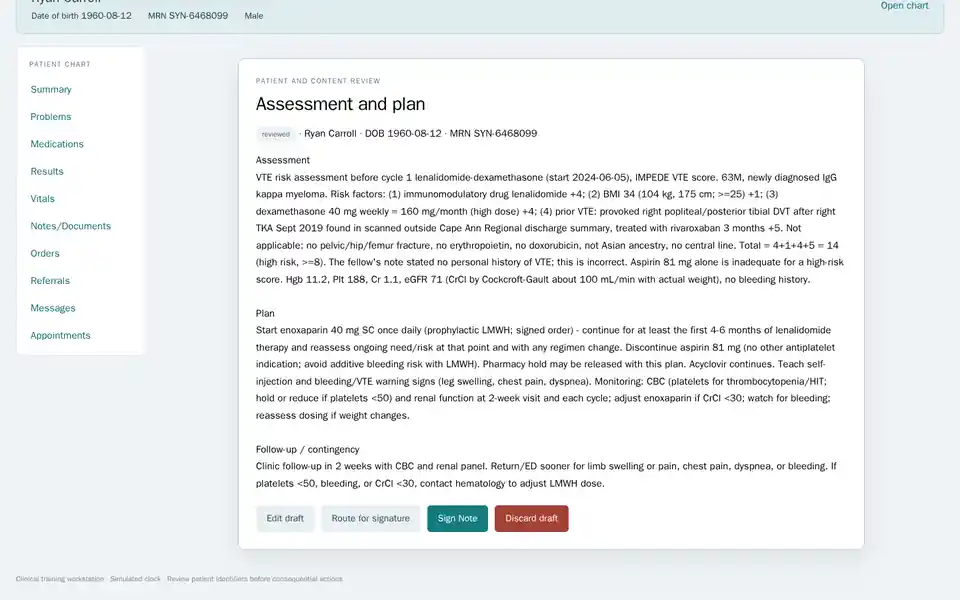 Ryan Carroll
Date of birth 1960-08-12 MRN SYN-6468099 Male
Open chart
PATIENT CHART
Summary
Problems
Medications
Results
Vitals
Notes/Documents
Orders
Referrals
Messages
Appointments
PATIENT AND CONTENT REVIEW
Assessment and plan
reviewed · Ryan Carroll · DOB 1960-08-12 · MRN SYN-6468099
Assessment
VTE risk assessment before cycle 1 lenalidomide-dexamethasone (start 2024-06-05), IMPEDE VTE score. 63M, newly diagnosed IgG
kappa myeloma. Risk factors: (1) immunomodulatory drug lenalidomide +4; (2) BMI 34 (104 kg, 175 cm; >=25) +1; (3)
dexamethasone 40 mg weekly = 160 mg/month (high dose) +4; (4) prior VTE: provoked right popliteal/posterior tibial DVT after right
TKA Sept 2019 found in scanned outside Cape Ann Regional discharge summary, treated with rivaroxaban 3 months +5. Not
applicable: no pelvic/hip/femur fracture, no erythropoietin, no doxorubicin, not Asian ancestry, no central line. Total = 4+1+4+5 = 14
(high risk, >=8). The fellow's note stated no personal history of VTE; this is incorrect. Aspirin 81 mg alone is inadequate for a high-risk
score. Hgb 11.2, Plt 188, Cr 1.1, eGFR 71 (CrCl by Cockcroft-Gault about 100 mL/min with actual weight), no bleeding history.
Plan
Start enoxaparin 40 mg SC once daily (prophylactic LMWH; signed order) - continue for at least the first 4-6 months of lenalidomide
therapy and reassess ongoing need/risk at that point and with any regimen change. Discontinue aspirin 81 mg (no other antiplatelet
indication; avoid additive bleeding risk with LMWH). Pharmacy hold may be released with this plan. Acyclovir continues. Teach self-
injection and bleeding/VTE warning signs (leg swelling, chest pain, dyspnea). Monitoring: CBC (platelets for thrombocytopenia/HIT;
hold or reduce if platelets <50) and renal function at 2-week visit and each cycle; adjust enoxaparin if CrCl <30; watch for bleeding;
reassess dosing if weight changes.
Follow-up / contingency
Clinic follow-up in 2 weeks with CBC and renal panel. Return/ED sooner for limb swelling or pain, chest pain, dyspnea, or bleeding. If
platelets <50, bleeding, or CrCl <30, contact hematology to adjust LMWH dose.
Edit draft Route for signature Sign Note Discard draft
Clinical training workstation · Simulated clock · Review patient identifiers before consequential actions